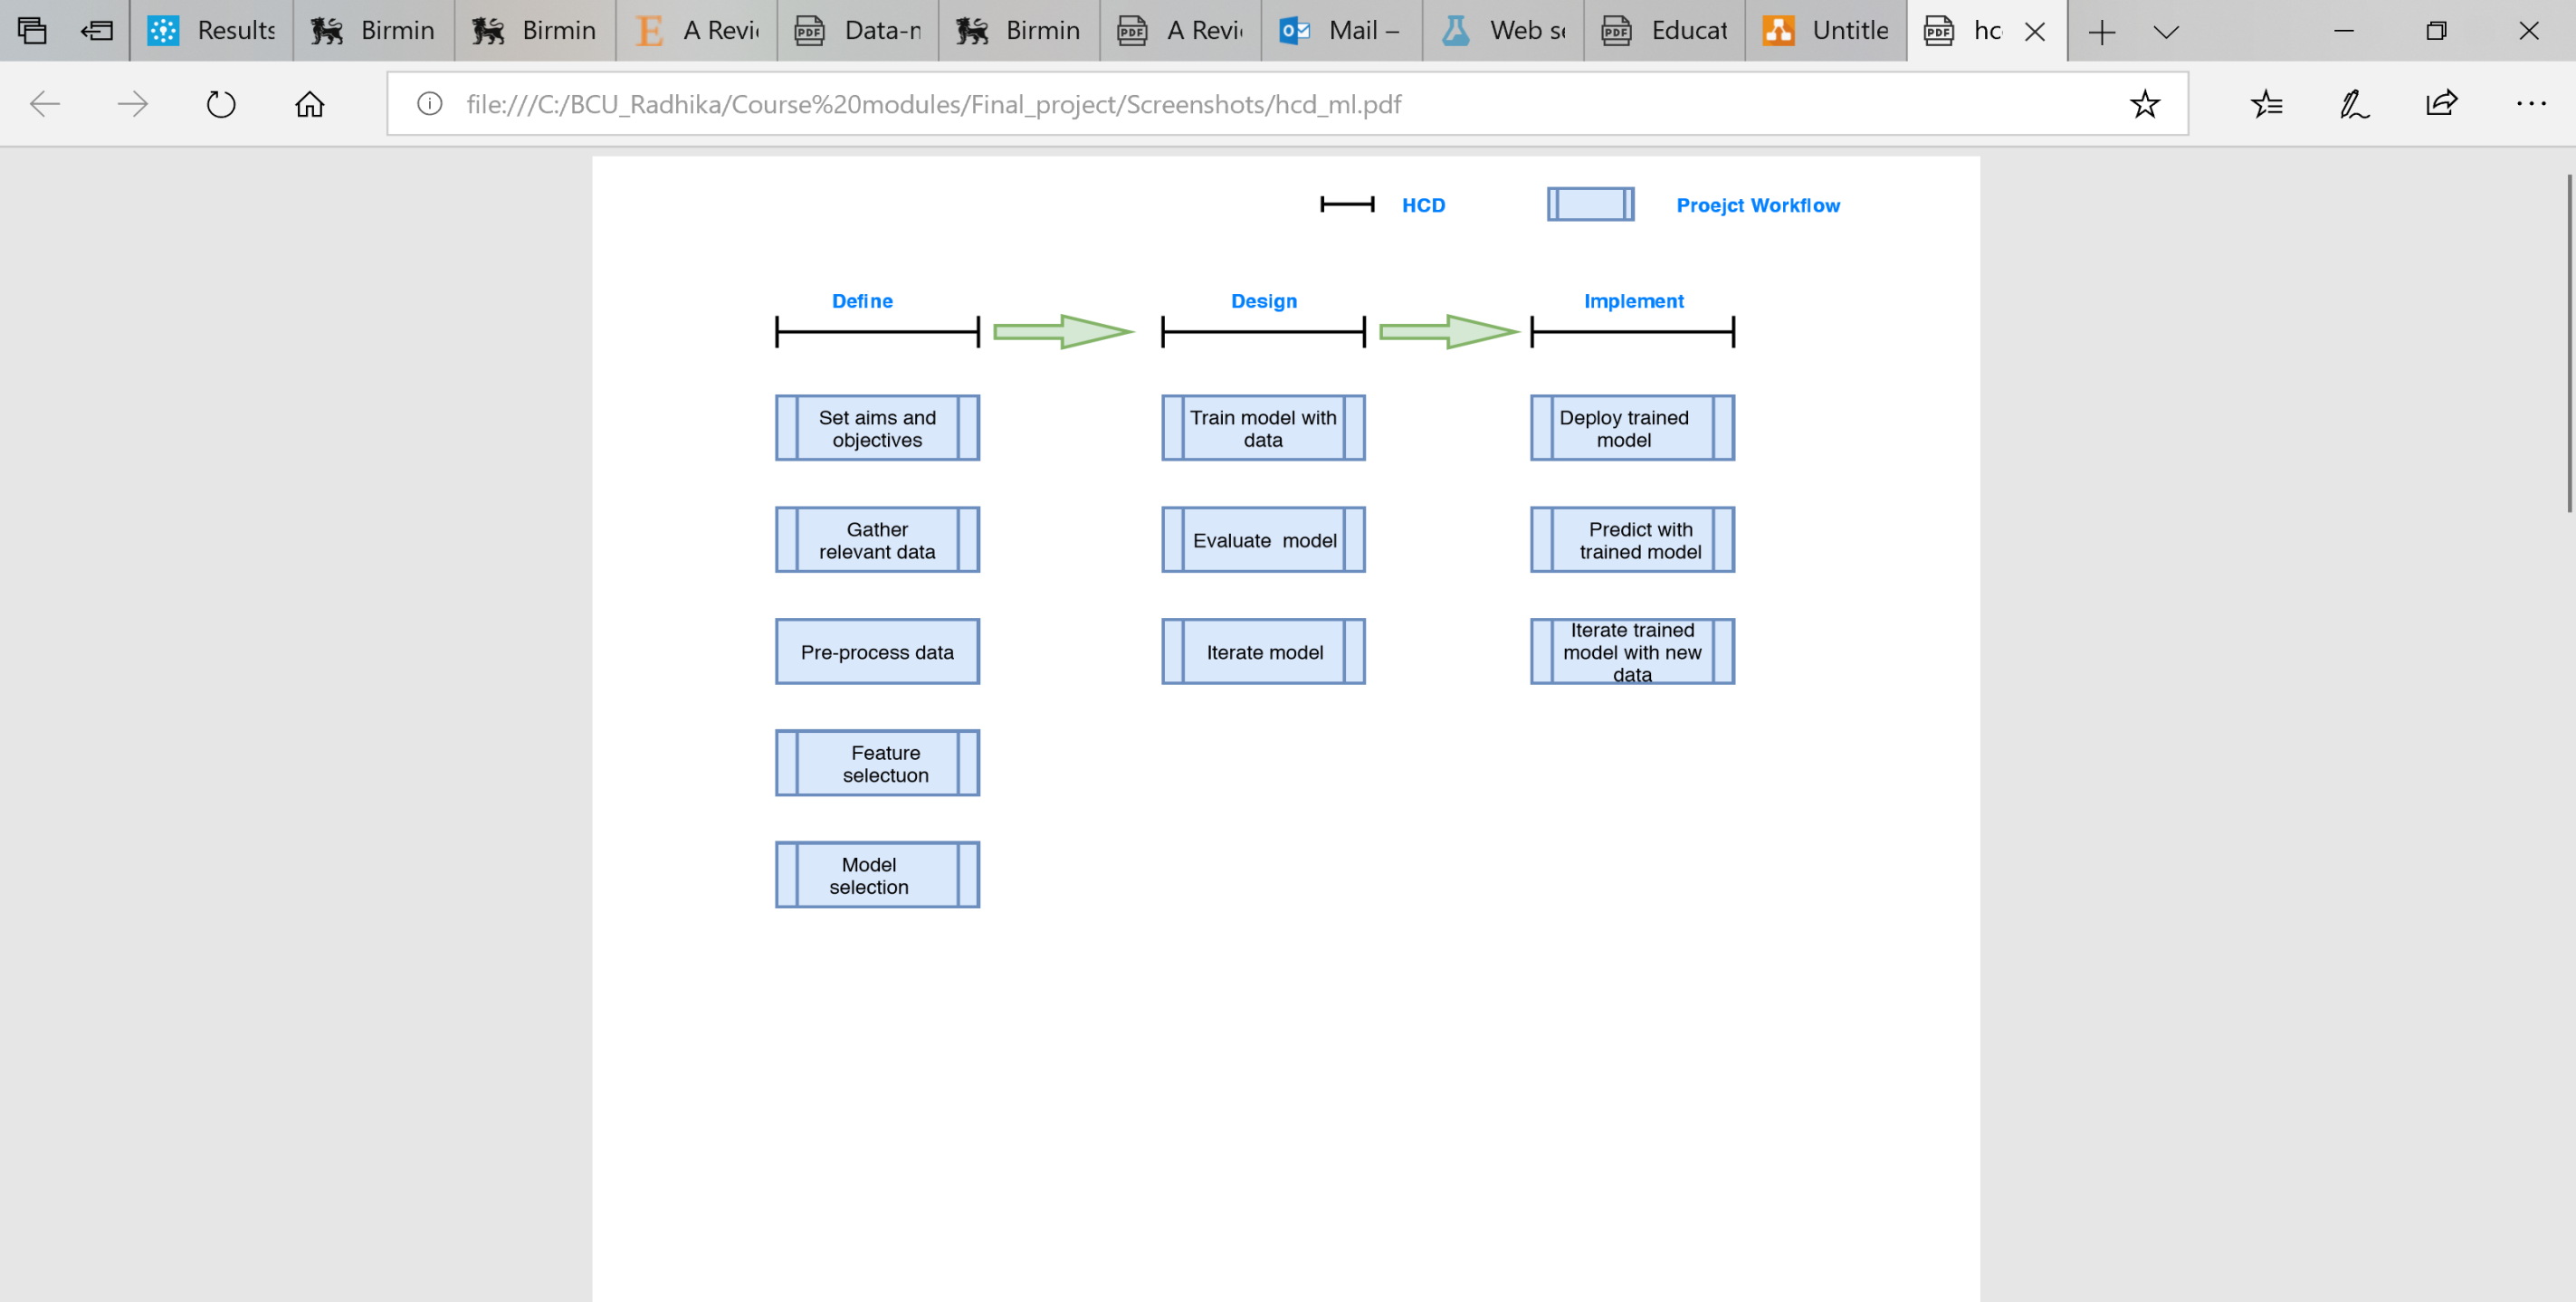 Results
Birmin
Birmin
A Revi
Data-n
Birmin
A Revi
Mail –
Web se
Educat
Untitle
hc
file:///C:/BCU_Radhika/Course%20modules/Final_project/Screenshots/hcd_ml.pdf
HCD
Proejct Workflow
Define
Design
Implement
Set aims and
objectives
Train model with
data
Deploy trained
model
Gather
relevant data
Evaluate model
Predict with
trained model
Pre-process data
Iterate model
Iterate trained
model with new
data
Feature
selectuon
Model
selection